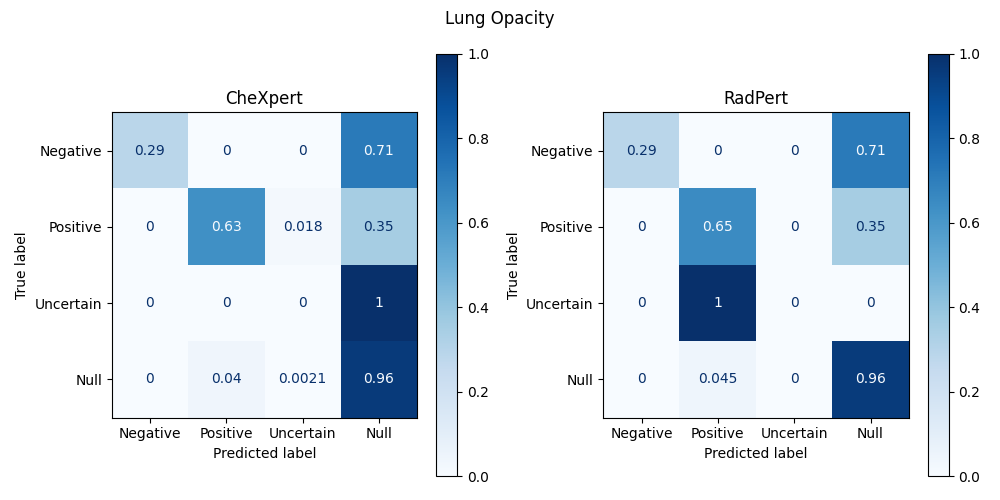 Lung Opacity
CheXpert
Negative 0.29 0 0 0.71
Positive 0 0.63 0.018 0.35
Uncertain 0 0 0 1
Null 0 0.04 0.0021 0.96
Negative Positive Uncertain Null
Predicted label
True label
1.0
0.8
0.6
0.4
0.2
0.0
RadPert
Negative 0.29 0 0 0.71
Positive 0 0.65 0 0.35
Uncertain 0 1 0 0
Null 0 0.045 0 0.96
Negative Positive Uncertain Null
Predicted label
True label
1.0
0.8
0.6
0.4
0.2
0.0